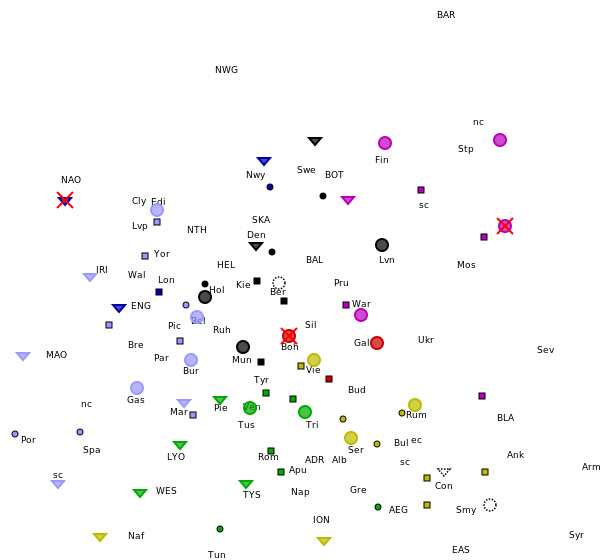 BAR
NWG
nc
Stp
Fin
Swe
BOT
Nwy
NAO
Cly
Edi
sc
Lvp
NTH
SKA
Den
Yor
HEL
BAL
Lvn
Mos
IRI
Wal
Lon
Hol
Kie
Ber
Pru
ENG
Bel
War
Pic
Ruh
Sil
Bre
Mun
Boh
Gal
Ukr
Sev
MAO
Par
Bur
Vie
Tyr
Bud
nc
Gas
Mar
Pie
Ven
Rum
BLA
Por
Spa
Tus
Tri
Ser
Bul
ec
Ank
LYO
Rom
Apu
ADR
Alb
sc
Arm
sc
WES
TYS
Nap
Gre
Con
AEG
Smy
Naf
ION
Syr
Tun
EAS